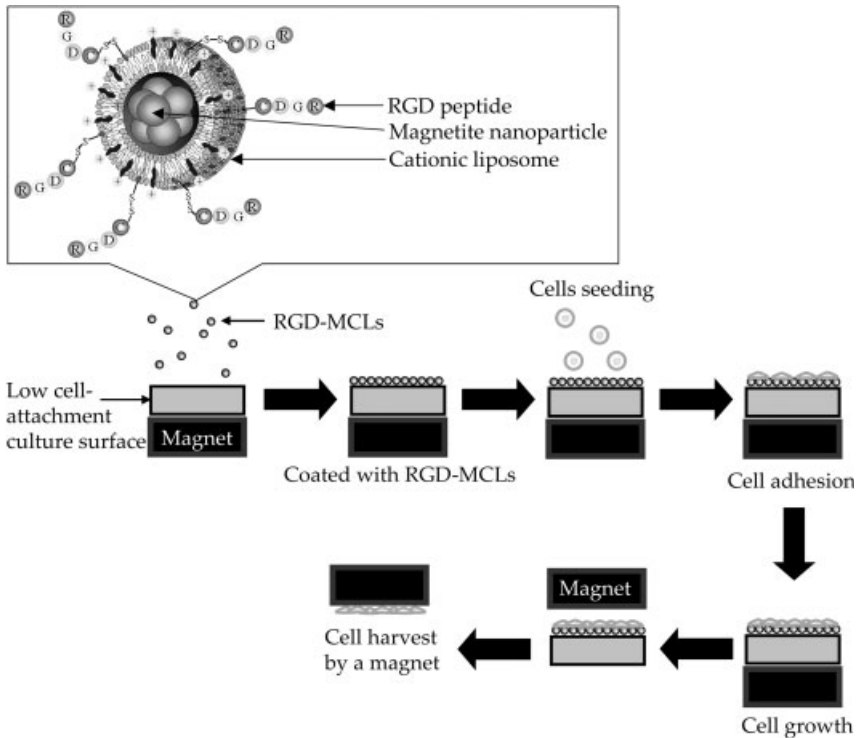 R
G
D
C
S-S
C D G R
C D G R
RGD peptide
Magnetite nanoparticle
Cationic liposome
R G D C
S
S
C D G R
R G D C
S
S
Cells seeding
RGD-MCLs
Low cell-
attachment
culture surface
Magnet
Coated with RGD-MCLs
Cell adhesion
Magnet
Cell harvest
by a magnet
Cell growth